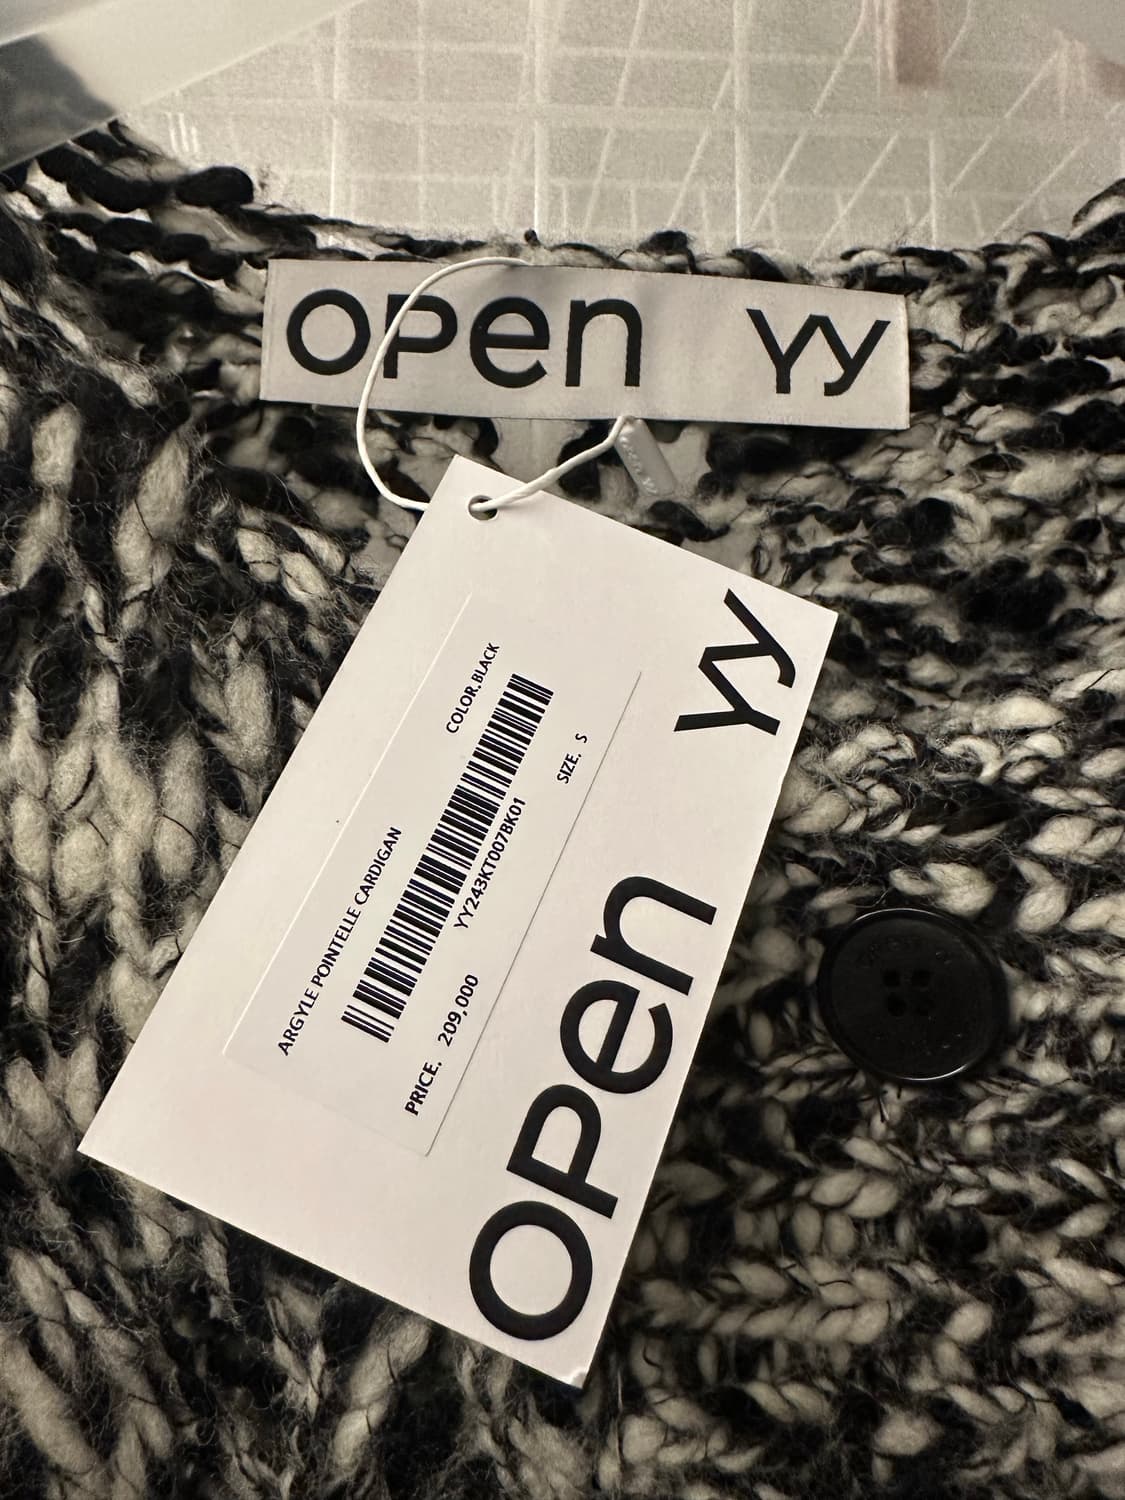 open yy
ARGYLE POINTELLE CARDIGAN
COLOR. BLACK
YY243KT007BK01
PRICE. 209,000
SIZE. S
open yy